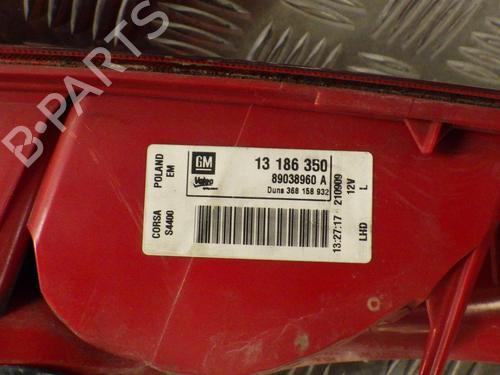 B-PARTS
CORSA POLAND
S4400 EM
GM
13 186 350
Valeo
89038960 A
Duns 368 158 932
13:27:17 210909 12V
LHD L